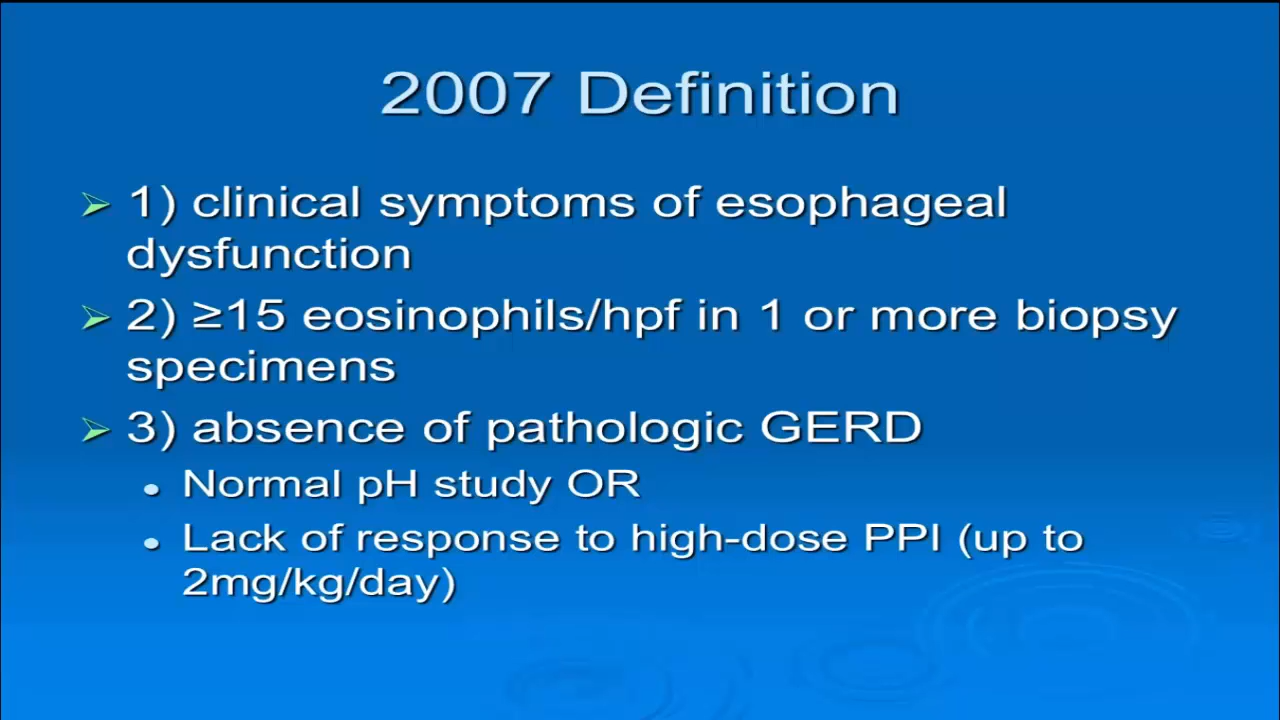 2007 Definition
1) clinical symptoms of esophageal
dysfunction
2) ≥15 eosinophils/hpf in 1 or more biopsy
specimens
3) absence of pathologic GERD
Normal pH study OR
Lack of response to high-dose PPI (up to
2mg/kg/day)